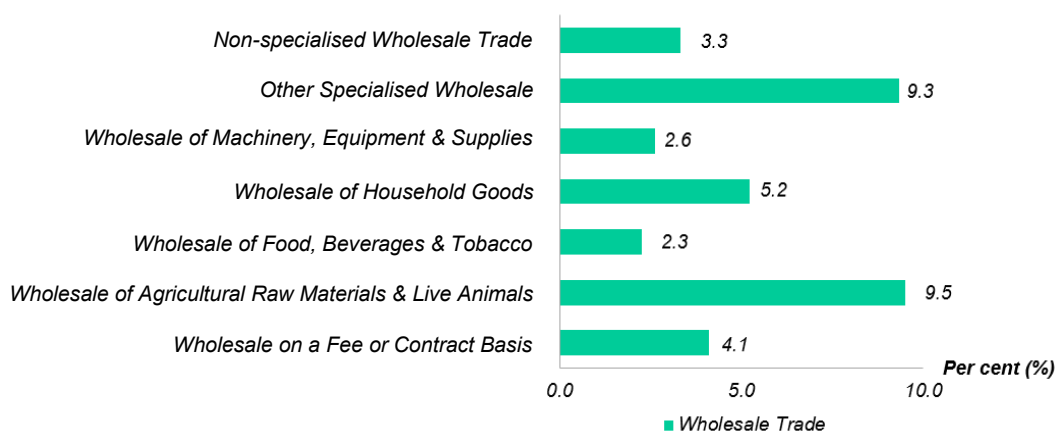 Non-specialised Wholesale Trade 3.3
Other Specialised Wholesale 9.3
Wholesale of Machinery, Equipment & Supplies 2.6
Wholesale of Household Goods 5.2
Wholesale of Food, Beverages & Tobacco 2.3
Wholesale of Agricultural Raw Materials & Live Animals 9.5
Wholesale on a Fee or Contract Basis 4.1
Per cent (%)
0.0 5.0 10.0
Wholesale Trade